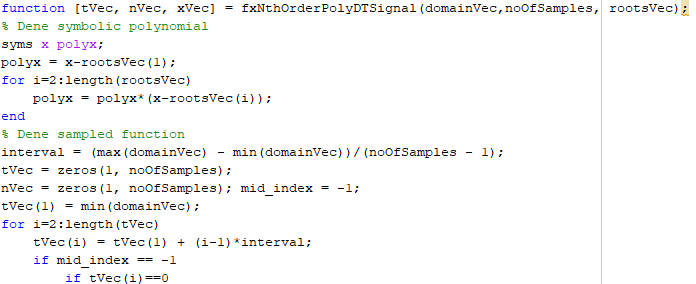 function [tVec, nVec, xVec] = fxNthOrderPolyDTSignal(domainVec,noOfSamples, rootsVec);
% Dene symbolic polynomial
syms x polyx;
polyx = x-rootsVec(1);
for i=2:length(rootsVec)
    polyx = polyx*(x-rootsVec(i));
end
% Dene sampled function
interval = (max(domainVec) - min(domainVec))/(noOfSamples - 1);
tVec = zeros(1, noOfSamples);
nVec = zeros(1, noOfSamples); mid_index = -1;
tVec(1) = min(domainVec);
for i=2:length(tVec)
    tVec(i) = tVec(1) + (i-1)*interval;
    if mid_index == -1
        if tVec(i)==0